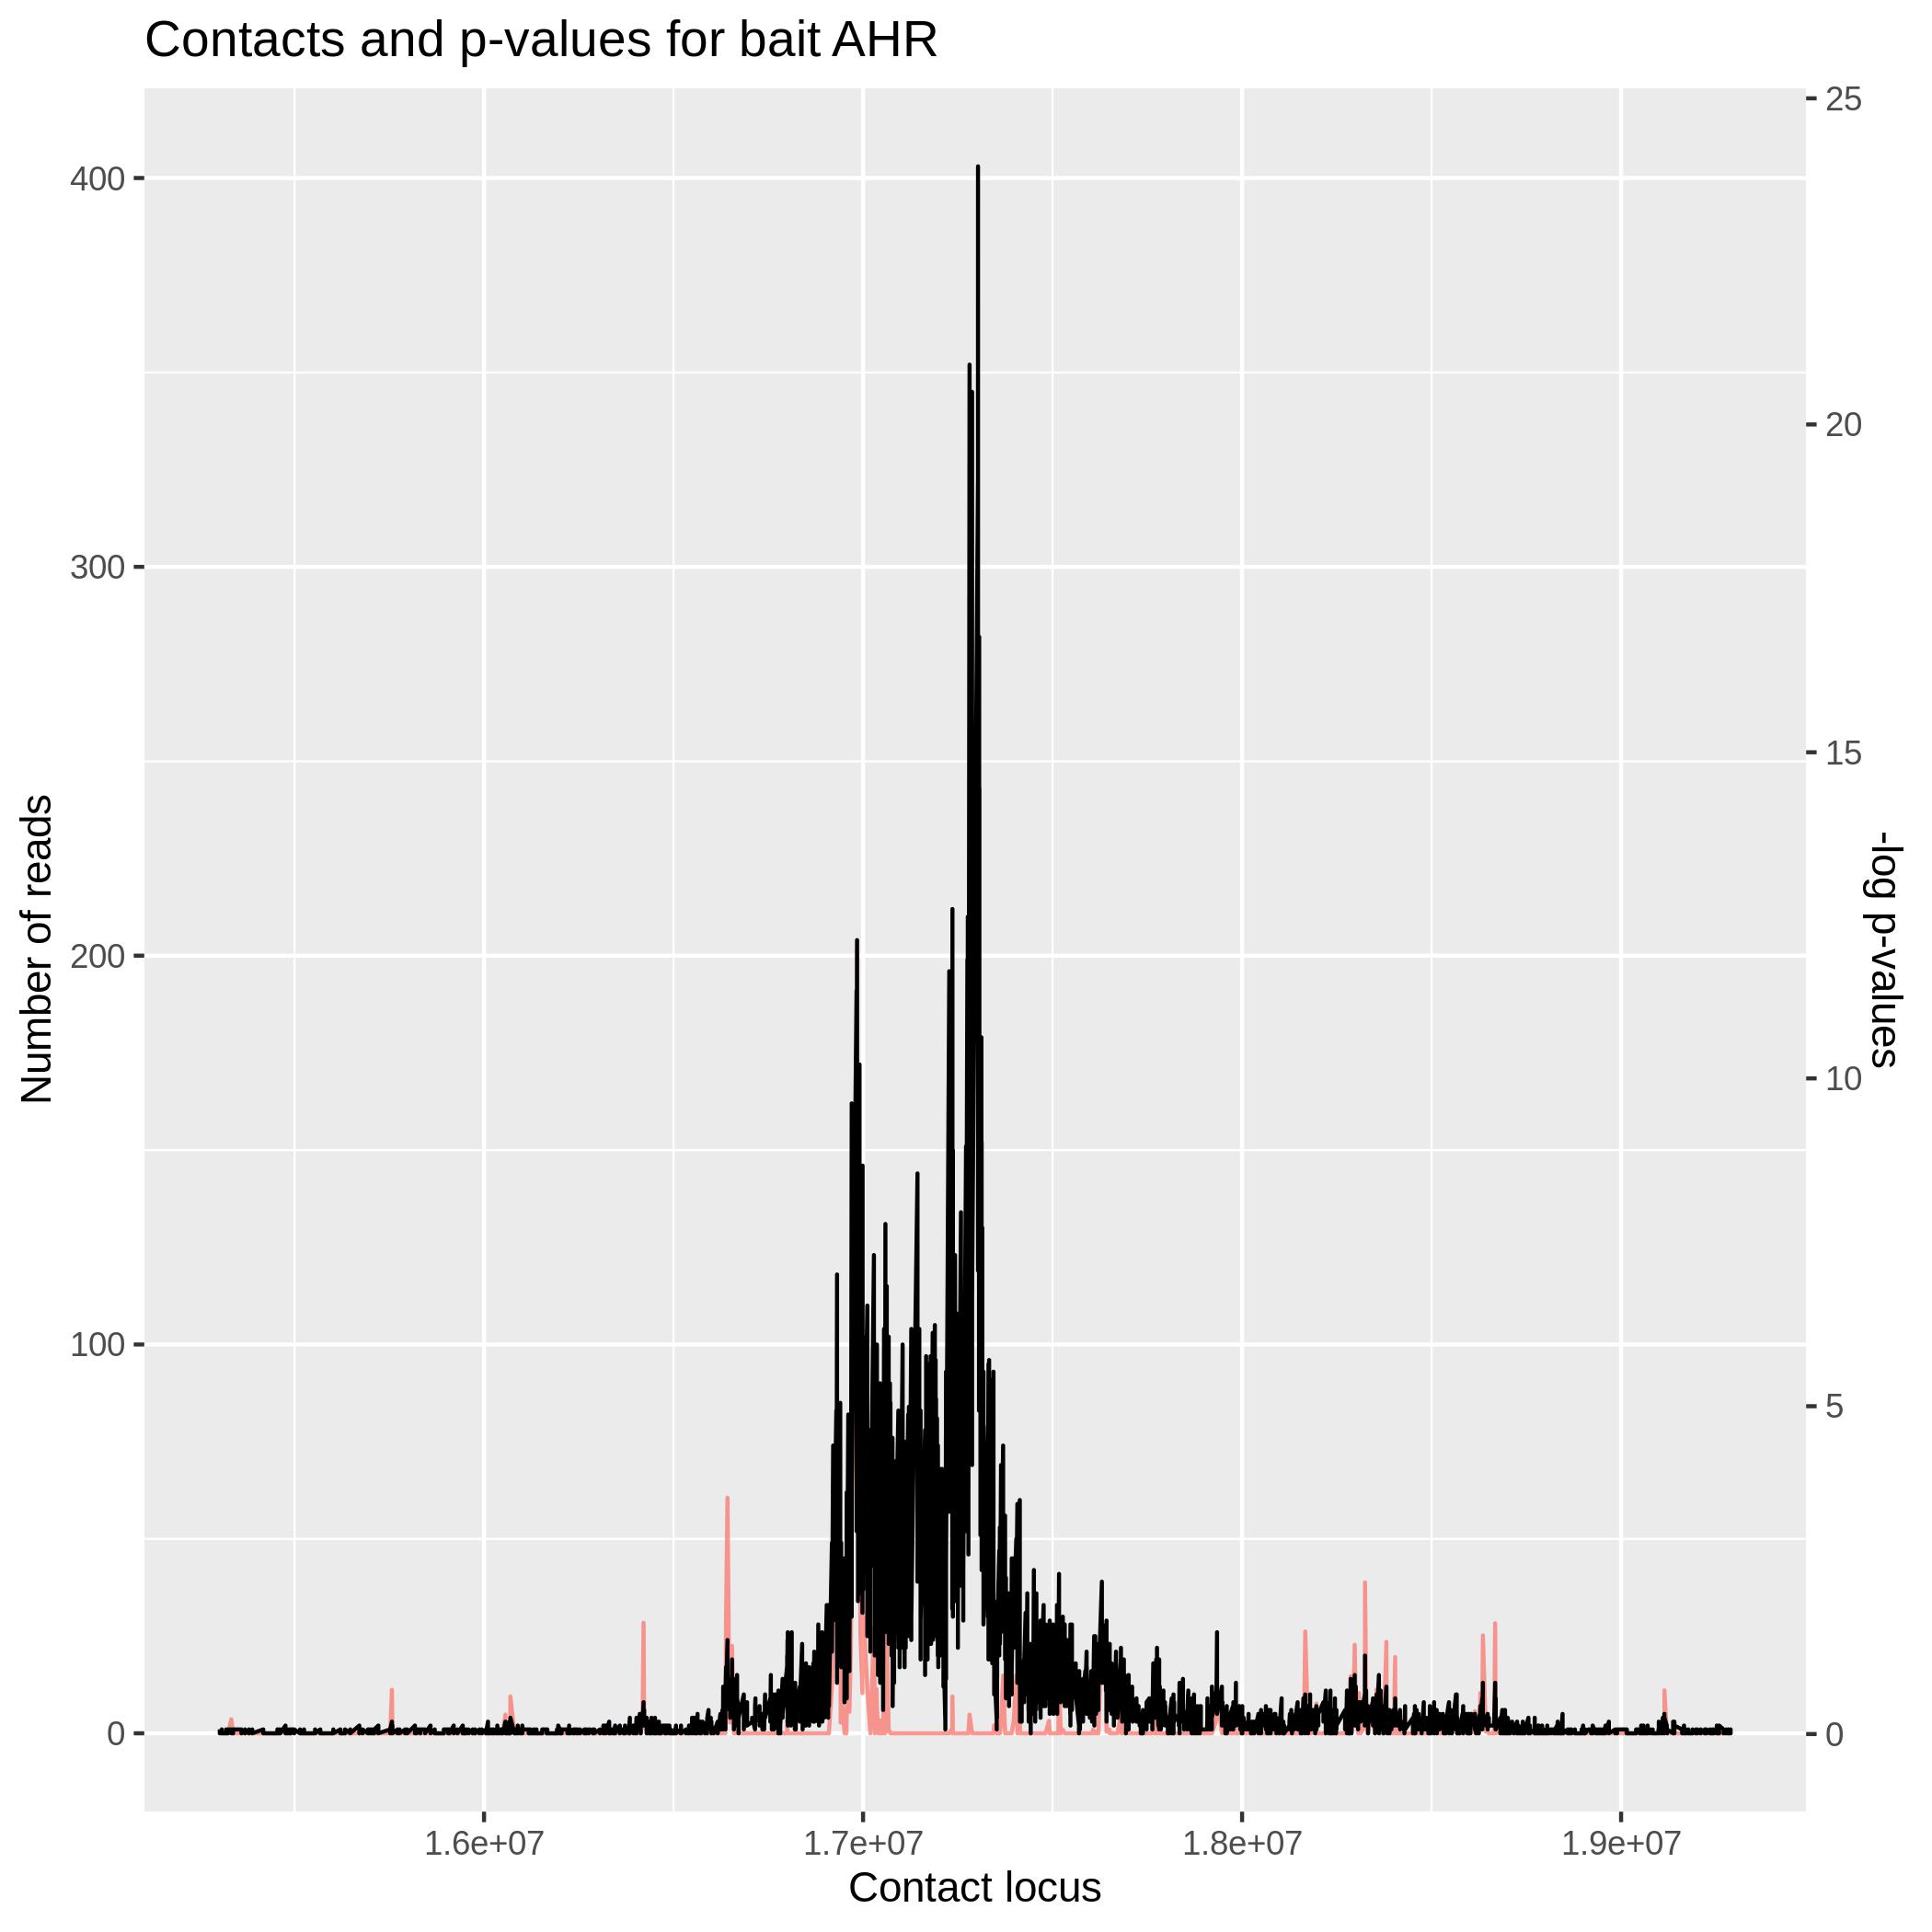 Contacts and p-values for bait AHR
Number of reads
400
300
200
100
0
25
20
15
10
5
0
-log p-values
1.6e+07
1.7e+07
1.8e+07
1.9e+07
Contact locus